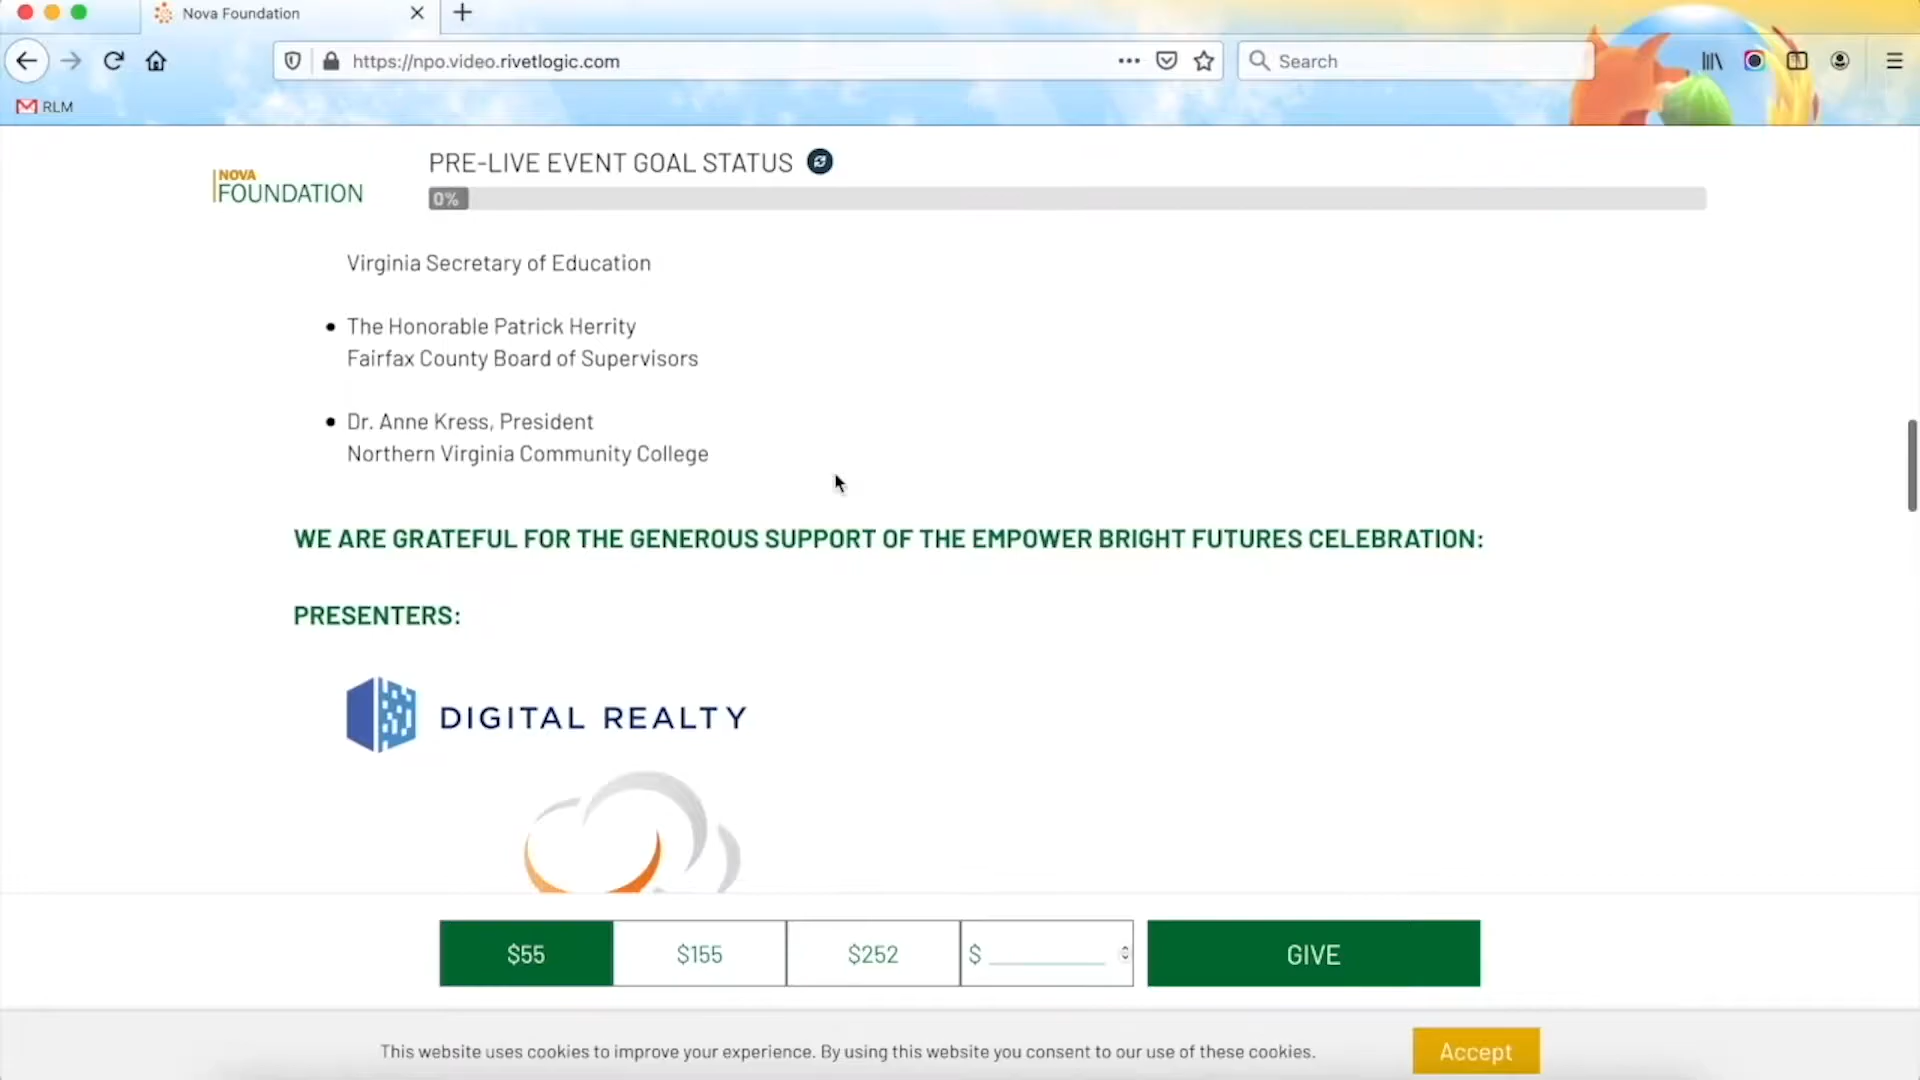 Nova Foundation
https://npo.video.rivetlogic.com
Search
RLM
NOVA
FOUNDATION
PRE-LIVE EVENT GOAL STATUS
0%
Virginia Secretary of Education
The Honorable Patrick Herrity
Fairfax County Board of Supervisors
Dr. Anne Kress, President
Northern Virginia Community College
WE ARE GRATEFUL FOR THE GENEROUS SUPPORT OF THE EMPOWER BRIGHT FUTURES CELEBRATION:
PRESENTERS:
DIGITAL REALTY
$55
$155
$252
$
GIVE
This website uses cookies to improve your experience. By using this website you consent to our use of these cookies.
Accept